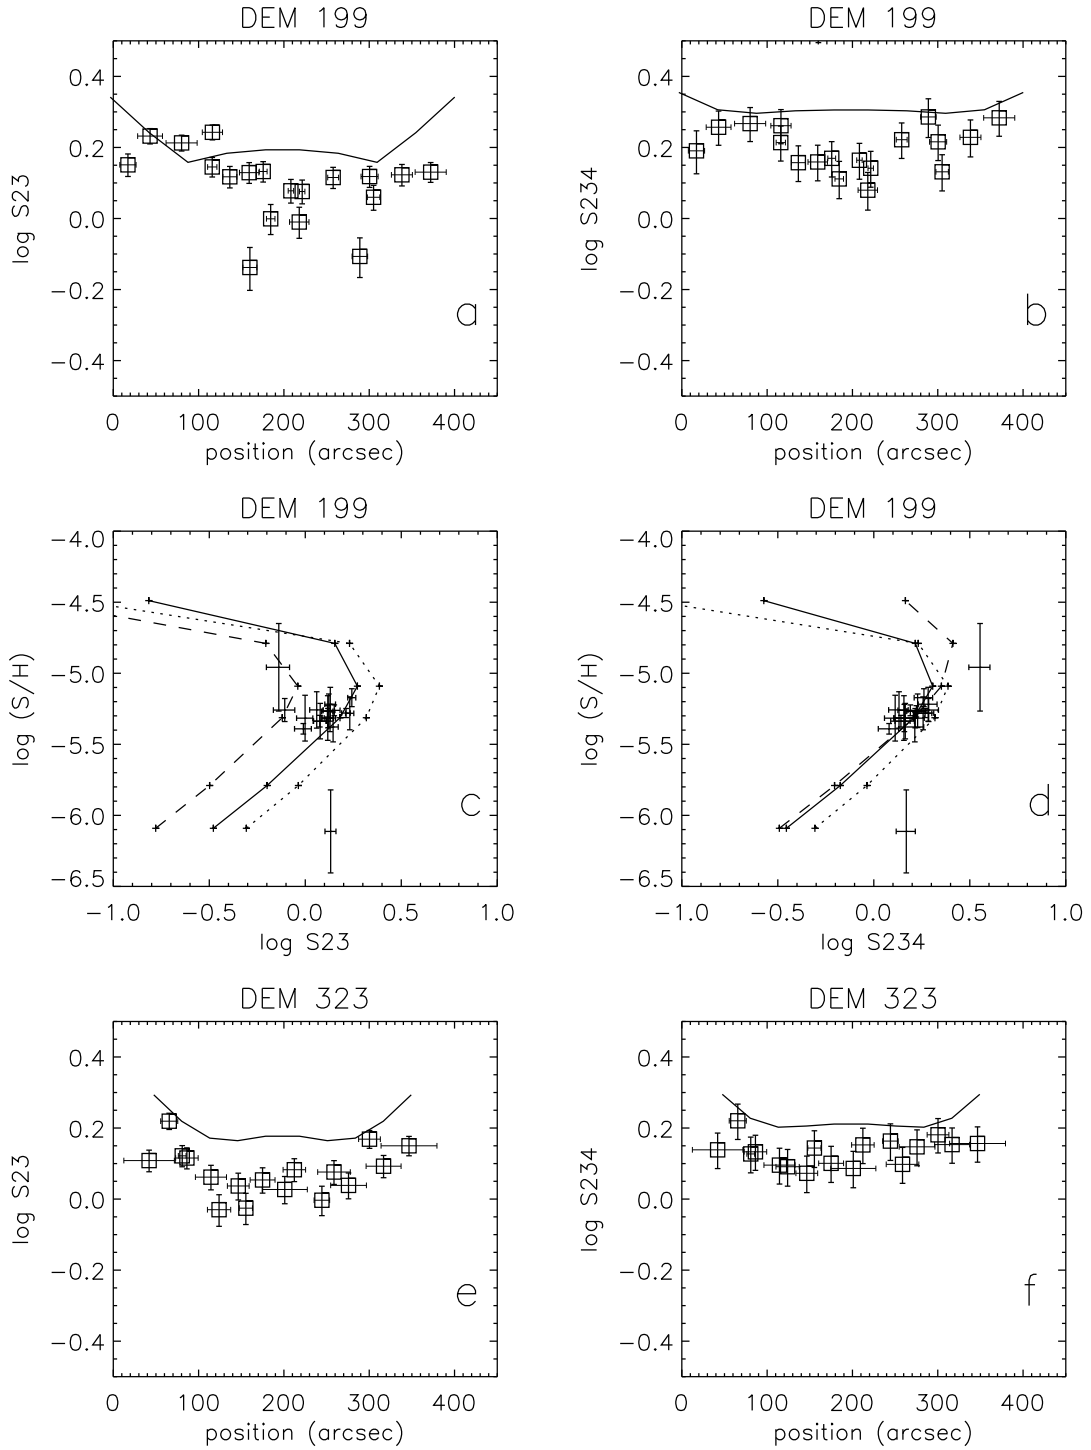 DEM 199
log S23
0.4
0.2
0.0
−0.2
−0.4
0 100 200 300 400
position (arcsec)
a
DEM 199
log S234
0.4
0.2
0.0
−0.2
−0.4
0 100 200 300 400
position (arcsec)
b
DEM 199
log (S/H)
−4.0
−4.5
−5.0
−5.5
−6.0
−6.5
−1.0 −0.5 0.0 0.5 1.0
log S23
c
DEM 199
log (S/H)
−4.0
−4.5
−5.0
−5.5
−6.0
−6.5
−1.0 −0.5 0.0 0.5 1.0
log S234
d
DEM 323
log S23
0.4
0.2
0.0
−0.2
−0.4
0 100 200 300 400
position (arcsec)
e
DEM 323
log S234
0.4
0.2
0.0
−0.2
−0.4
0 100 200 300 400
position (arcsec)
f